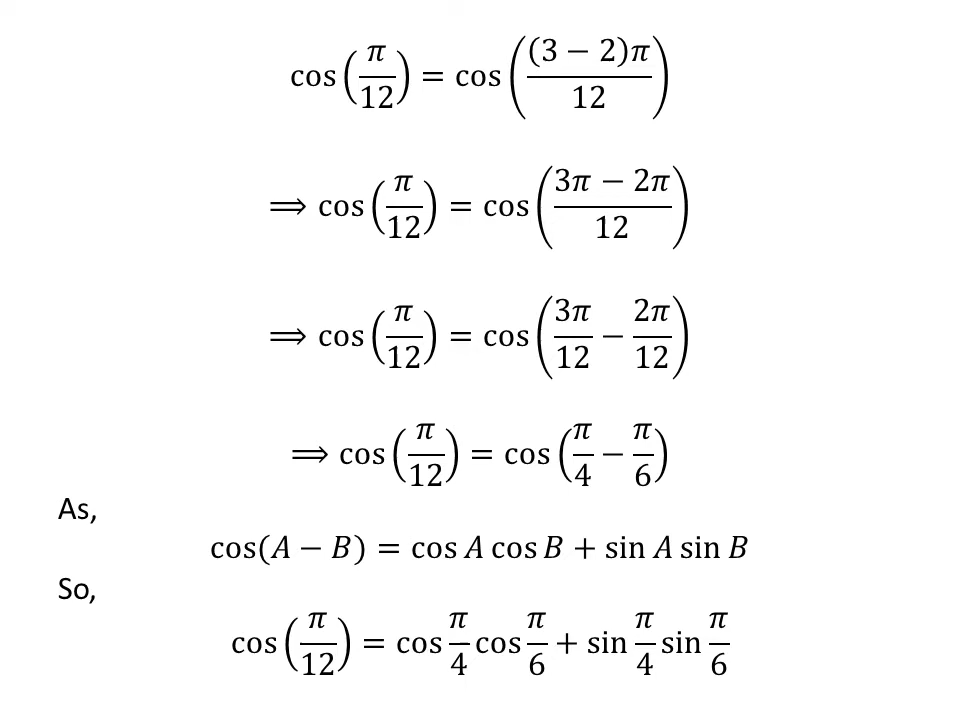 cos(π/12) = cos((3 − 2)π/12)
⟹ cos(π/12) = cos((3π − 2π)/12)
⟹ cos(π/12) = cos(3π/12 − 2π/12)
⟹ cos(π/12) = cos(π/4 − π/6)
As,
cos(A − B) = cos A cos B + sin A sin B
So,
cos(π/12) = cos π/4 cos π/6 + sin π/4 sin π/6